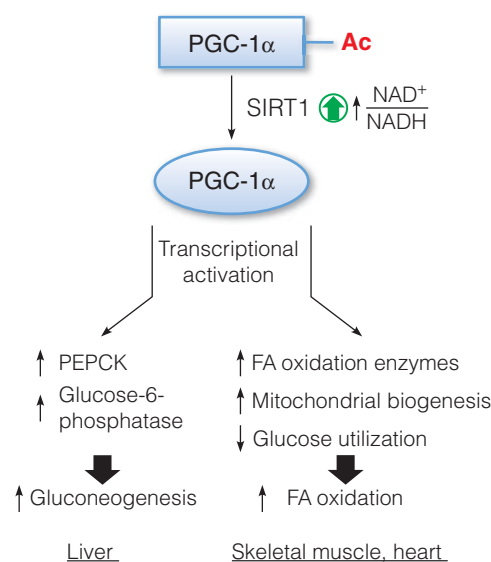 PGC-1α
Ac
SIRT1 ↑ ↑ NAD⁺
NADH
PGC-1α
Transcriptional
activation
↑ PEPCK
↑ Glucose-6-
phosphatase
↑ Gluconeogenesis
Liver
↑ FA oxidation enzymes
↑ Mitochondrial biogenesis
↓ Glucose utilization
↑ FA oxidation
Skeletal muscle, heart